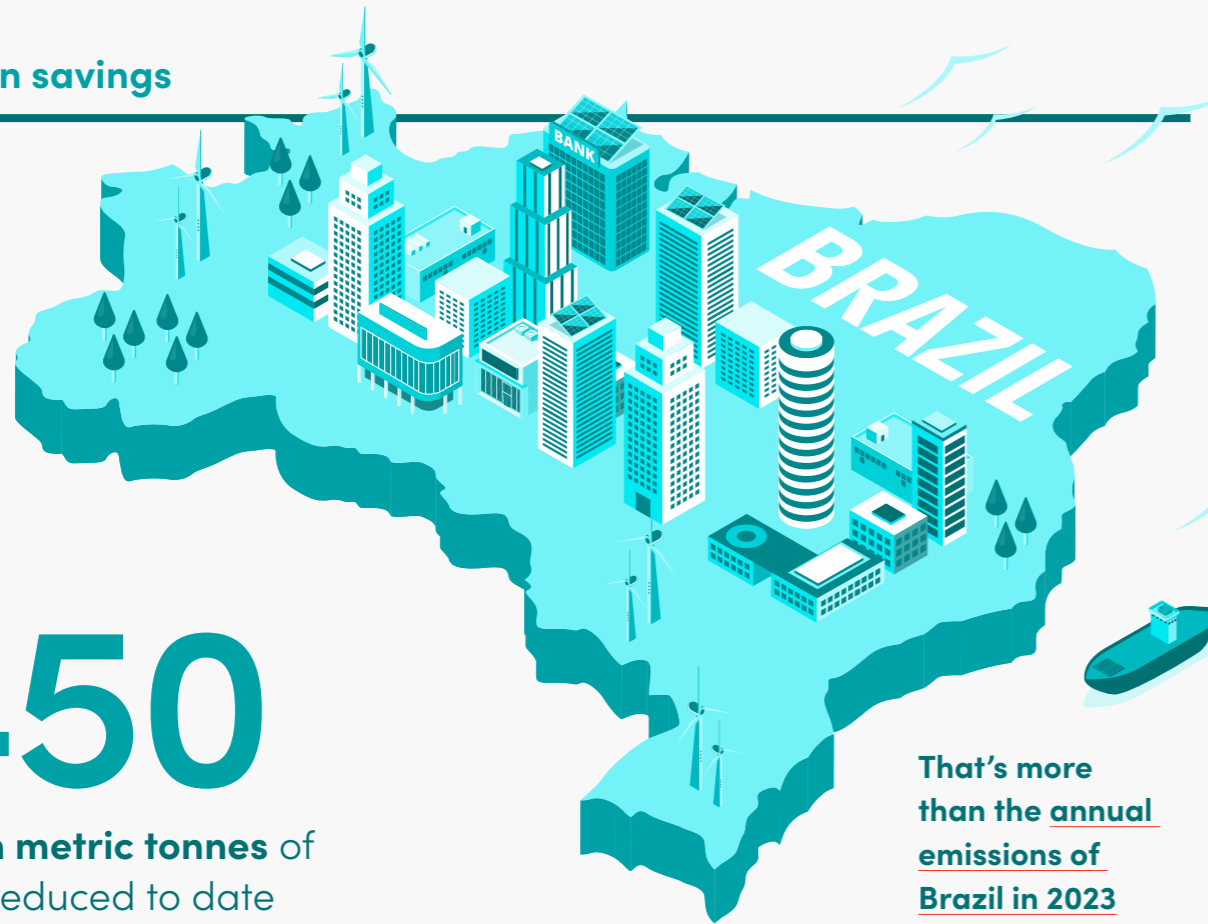 n savings
BANK
BRAZIL
50
metric tonnes of
educed to date
That's more
than the annual
emissions of
Brazil in 2023